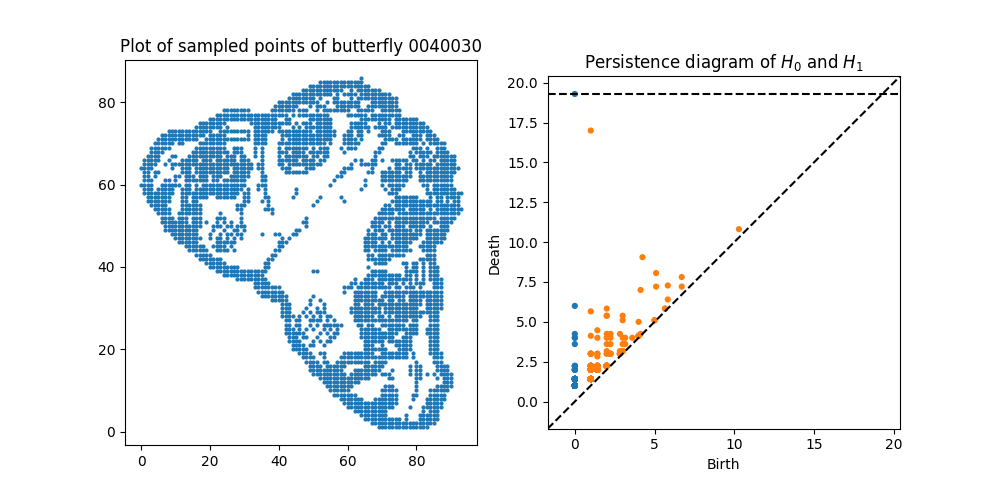 Plot of sampled points of butterfly 0040030
80
60
40
20
0
0 20 40 60 80
Persistence diagram of $H_0$ and $H_1$
20.0
17.5
15.0
12.5
10.0
7.5
5.0
2.5
0.0
Death
0 5 10 15 20
Birth